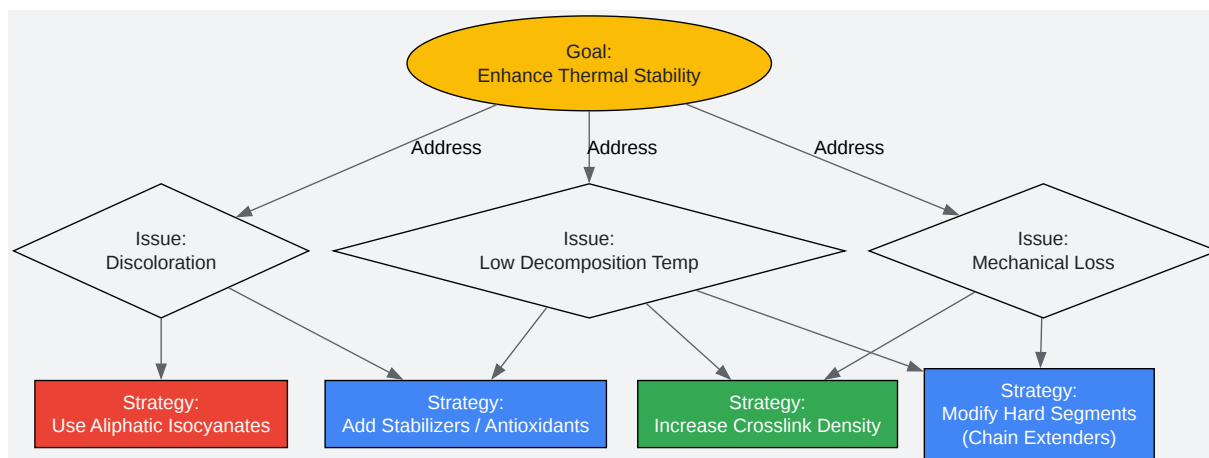 Goal:
Enhance Thermal Stability
Address
Address
Address
Issue:
Discoloration
Issue:
Low Decomposition Temp
Issue:
Mechanical Loss
Strategy:
Use Aliphatic Isocyanates
Strategy:
Add Stabilizers / Antioxidants
Strategy:
Increase Crosslink Density
Strategy:
Modify Hard Segments
(Chain Extenders)